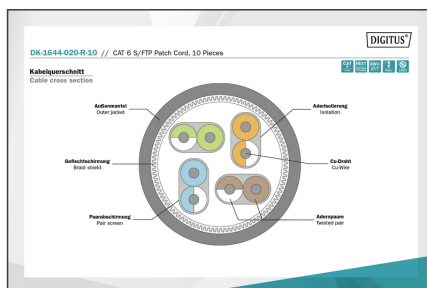 DIGITUS®
DK-1644-020-R-10 // CAT 6 S/FTP Patch Cord, 10 Pieces
Kabelquerschnitt
Cable cross section
Außenmantel
Outer jacket
Aderisolierung
Isolation
Geflechtschirmung
Braid shield
Cu-Draht
Cu-Wire
Paarabschirmung
Pair screen
Adernpaare
Twisted pair